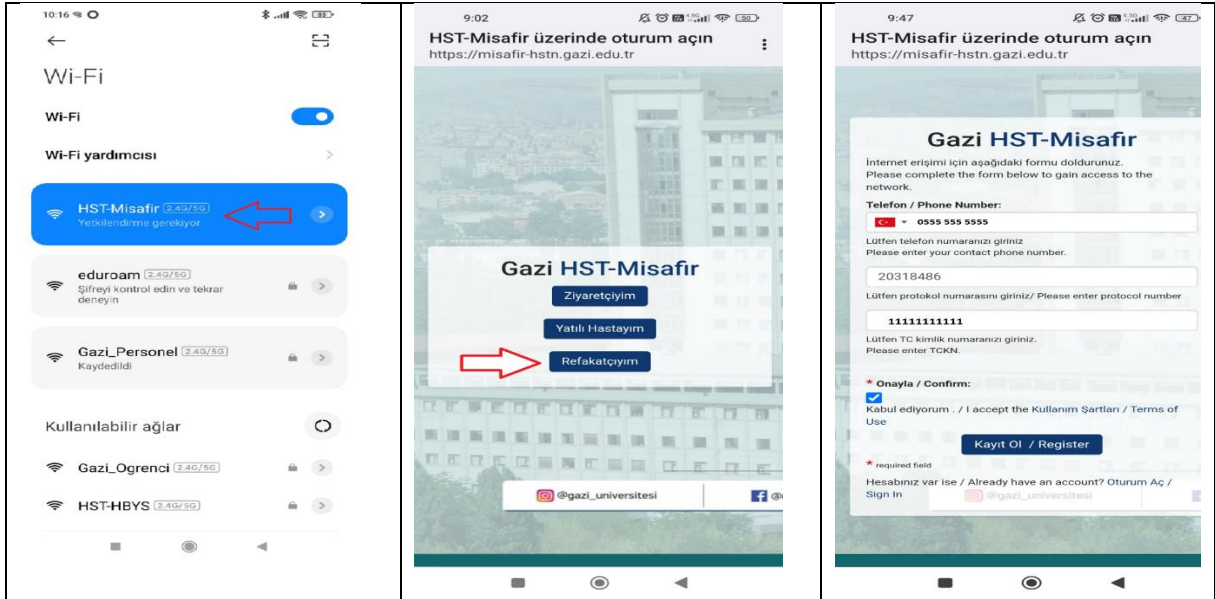 10:16
88
Wi-Fi
Wi-Fi
Wi-Fi yardımcısı
HST-Misafir 2.4G/5G
Yetkilendirme gerekiyor
eduroam 2.4G/5G
Şifreyi kontrol edin ve tekrar
deneyin
Gazi_Personel 2.4G/5G
Kaydedildi
Kullanılabilir ağlar
Gazi_Ogrenci 2.4G/5G
HST-HBYS 2.4G/5G
9:02
50
HST-Misafir üzerinde oturum açın
https://misafir-hstn.gazi.edu.tr
Gazi HST-Misafir
Ziyaretçiyim
Yatılı Hastayım
Refakatçıyım
@gazi_universitesi
9:47
47
HST-Misafir üzerinde oturum açın
https://misafir-hstn.gazi.edu.tr
Gazi HST-Misafir
İnternet erişimi için aşağıdaki formu doldurunuz.
Please complete the form below to gain access to the
network.
Telefon / Phone Number:
0555 555 5555
Lütfen telefon numaranızı giriniz
Please enter your contact phone number.
20318486
Lütfen protokol numarasını giriniz/ Please enter protocol number
11111111111
Lütfen TC kimlik numaranızı giriniz.
Please enter TCKN.
* Onayla / Confirm:
Kabul ediyorum . / I accept the Kullanım Şartları / Terms of
Use
Kayıt Ol / Register
* required field
Hesabınız var ise / Already have an account? Oturum Aç /
Sign In
@gazi_universitesi